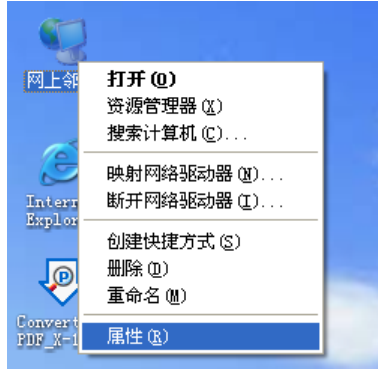 网上邻
打开(O)
资源管理器(X)
搜索计算机(C)...
映射网络驱动器(N)...
断开网络驱动器(I)...
Intern
Explor
创建快捷方式(S)
删除(D)
重命名(M)
Convert
PDF_X-1
属性(R)